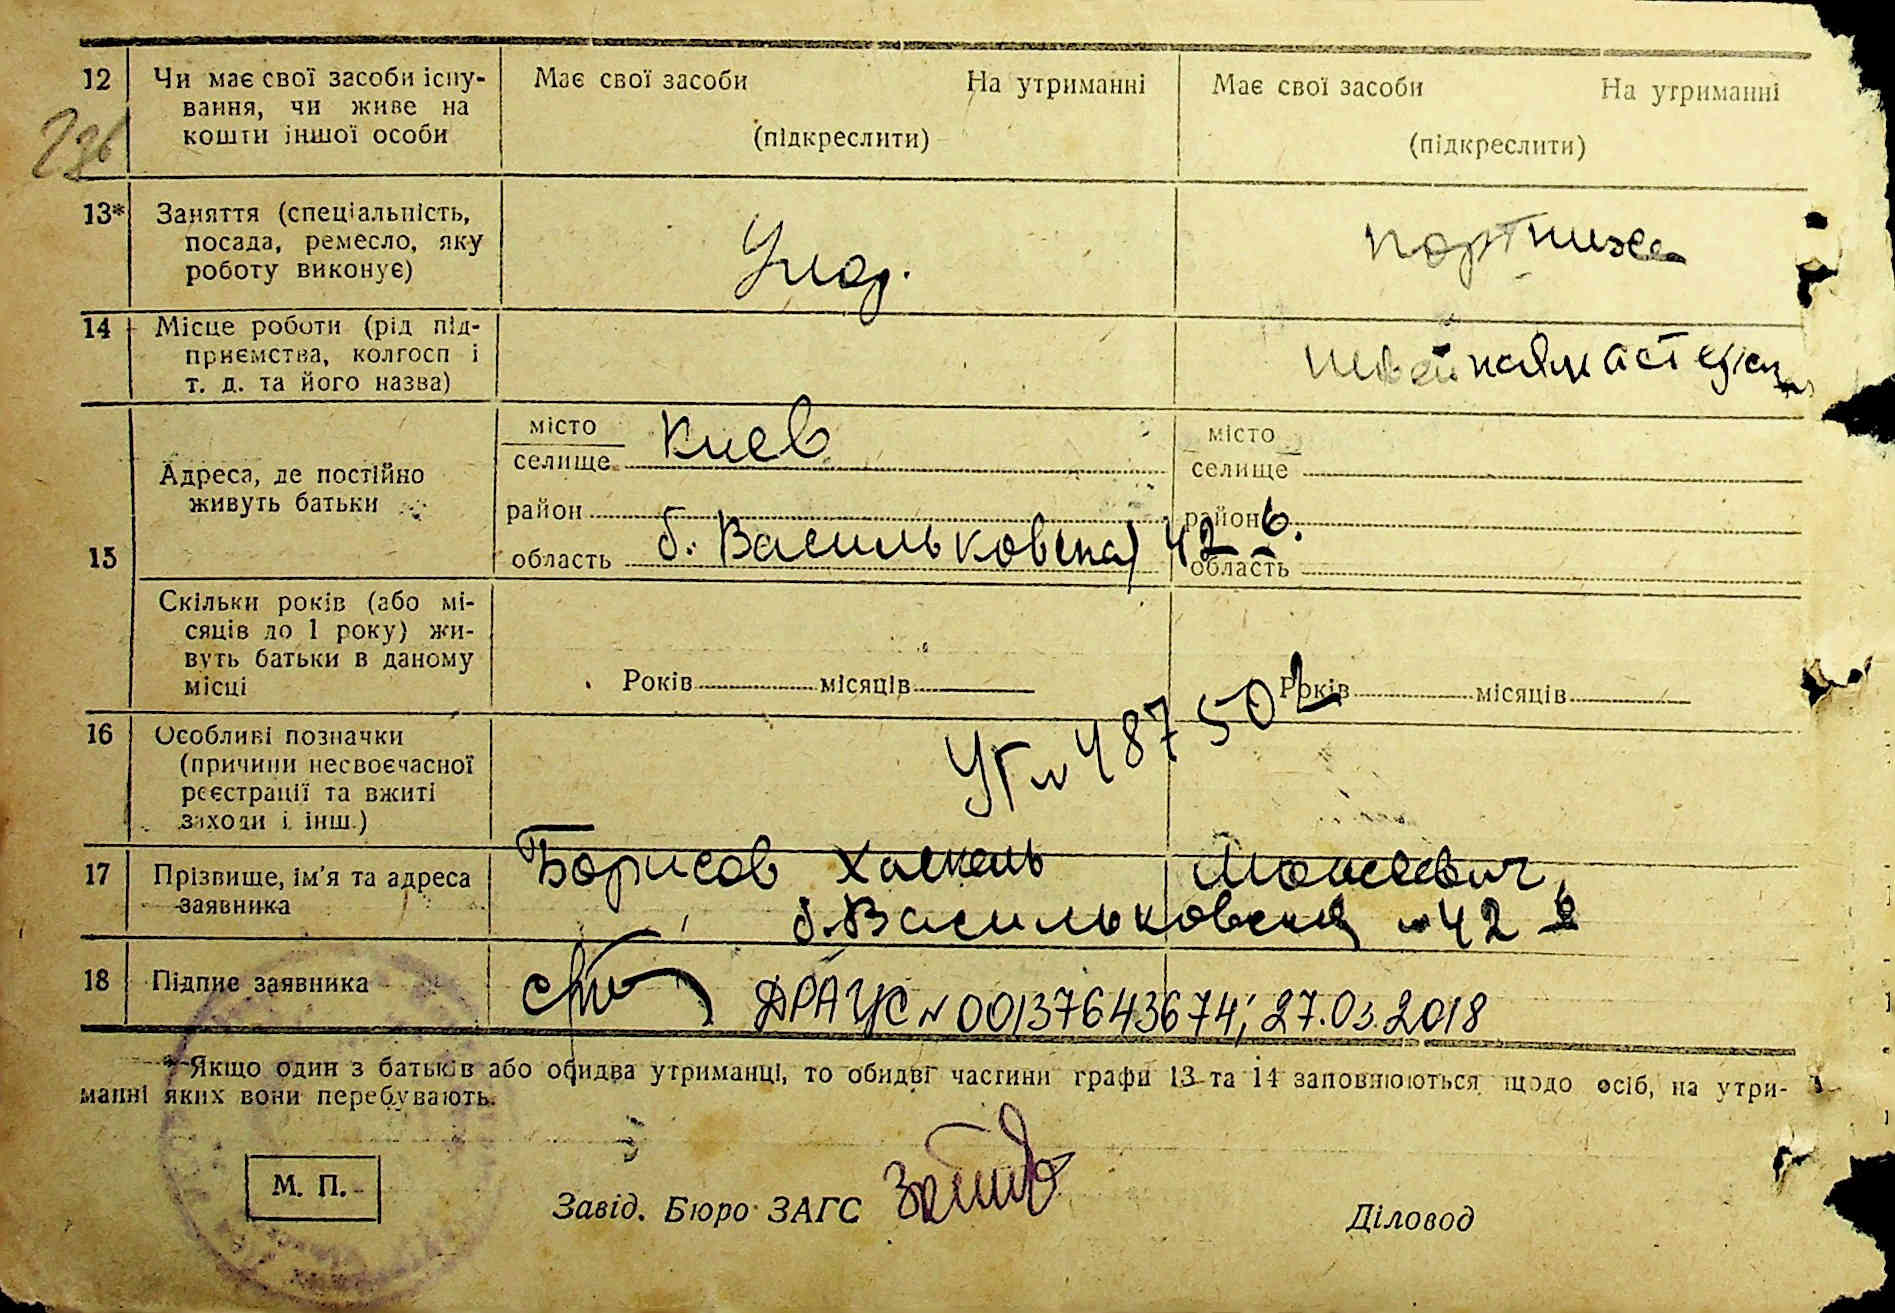 12 Чи має свої засоби існу-
вання, чи живе на
кошти іншої особи
Має свої засоби На утриманні
(підкреслити)
Має свої засоби На утриманні
(підкреслити)
236
13* Заняття (спеціальність,
посада, ремесло, яку
роботу виконує)
портниха
14 Місце роботи (рід під-
приємства, колгосп і
т. д. та його назва)
швейная мастерская
15 Адреса, де постійно
живуть батьки
місто
селище Киев
район
область б. Васильковская 42 6.
місто
селище
район
область
Скільки років (або мі-
сяців до 1 року) жи-
вуть батьки в даному
місці
Років місяців
Років місяців
16 Особливі позначки
(причини несвоєчасної
реєстрації та вжиті
заходи і інш.)
УГ № 487502
17 Прізвище, ім'я та адреса
заявника
Борисов Хаскель Моисеевич
б. Васильковская № 42
18 Підпис заявника
ДРАЦС № 00137643674; 27.03.2018
* Якщо один з батьків або обидва утриманці, то обидві частини графи 13 та 14 заповнюються щодо осіб, на утри-
манні яких вони перебувають.
М. П.
Завід. Бюро ЗАГС
Діловод